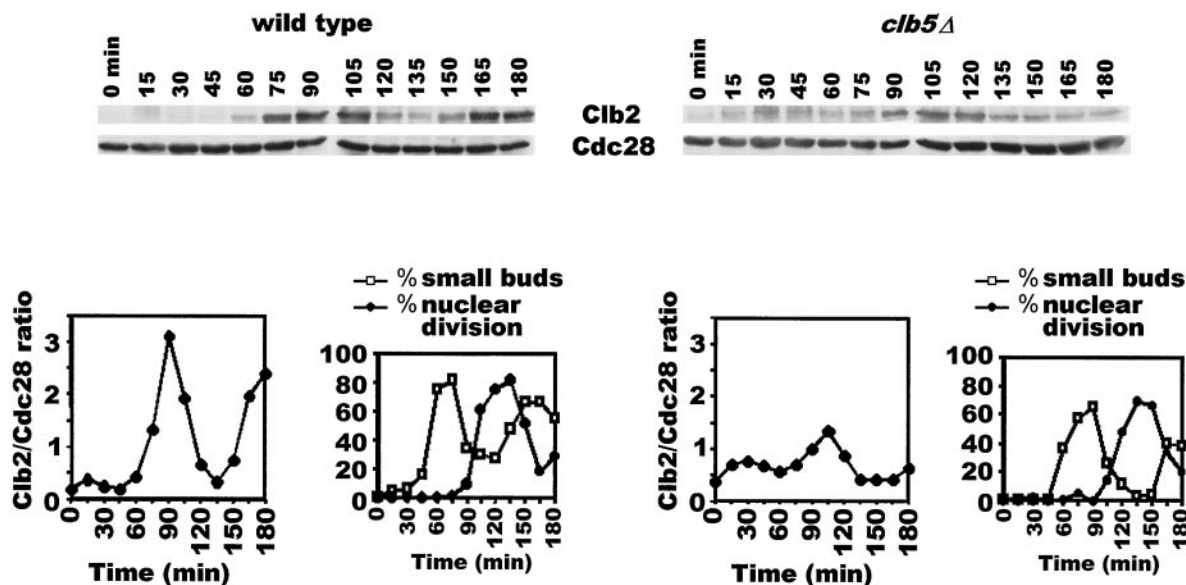 wild type
clb5Δ
0 min 15 30 45 60 75 90 105 120 135 150 165 180
0 min 15 30 45 60 75 90 105 120 135 150 165 180
Clb2
Cdc28
% small buds
% nuclear
division
% small buds
% nuclear
division
Clb2/Cdc28 ratio
3
2
1
0
0 30 60 90 120 150 180
Time (min)
100
80
60
40
20
0
0 30 60 90 120 150 180
Time (min)
Clb2/Cdc28 ratio
3
2
1
0
0 30 60 90 120 150 180
Time (min)
100
80
60
40
20
0
0 30 60 90 120 150 180
Time (min)